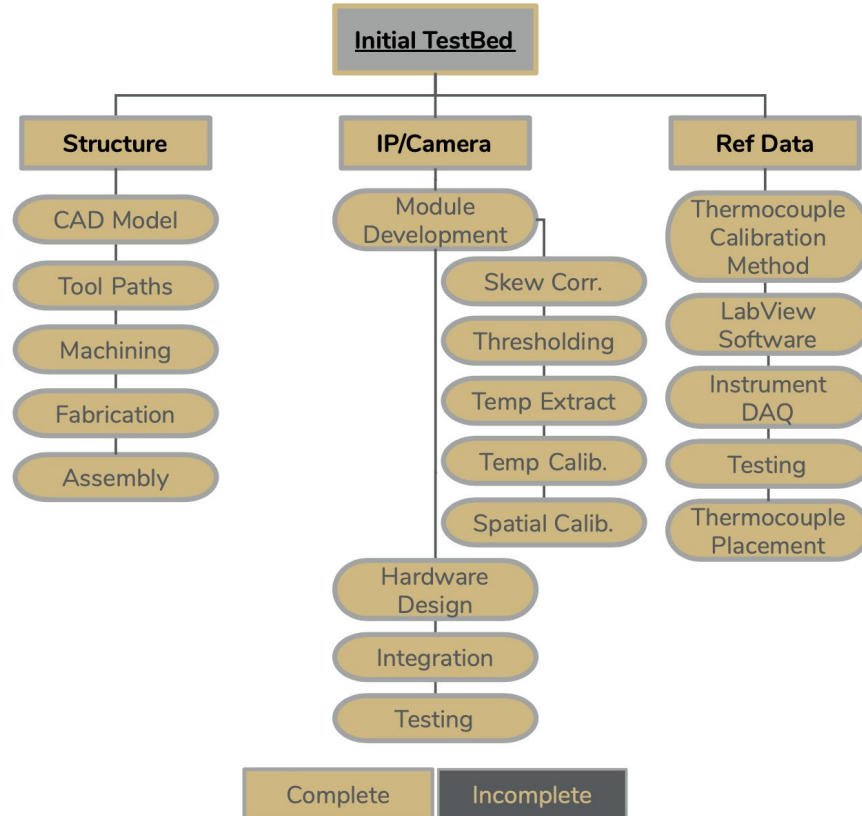 Initial TestBed
Structure
CAD Model
Tool Paths
Machining
Fabrication
Assembly
IP/Camera
Module
Development
Skew Corr.
Thresholding
Temp Extract
Temp Calib.
Spatial Calib.
Hardware
Design
Integration
Testing
Ref Data
Thermocouple
Calibration
Method
LabView
Software
Instrument
DAQ
Testing
Thermocouple
Placement
Complete
Incomplete